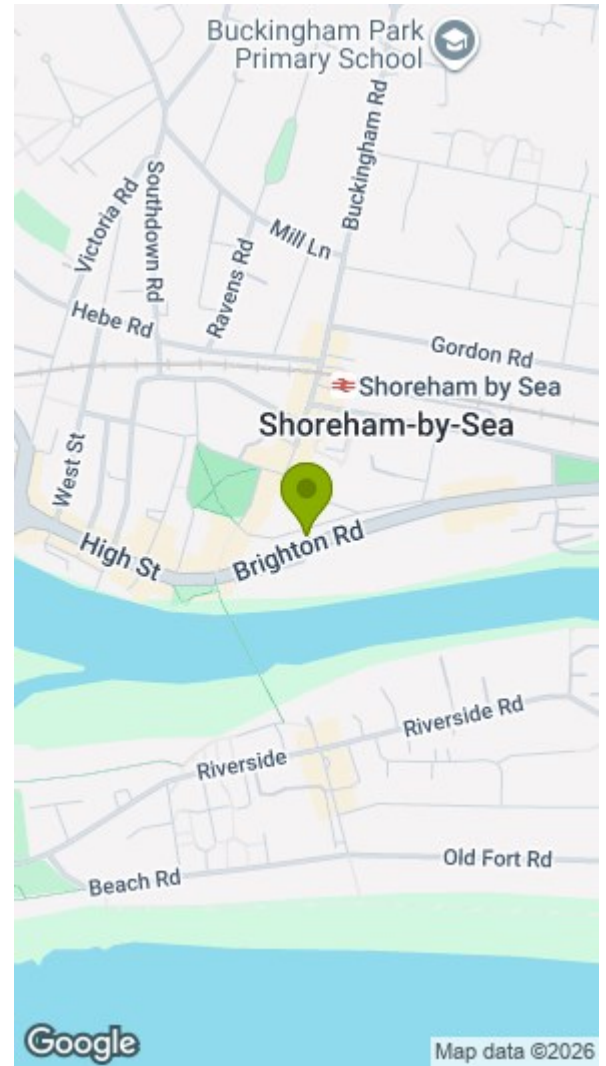 Buckingham Park
Primary School
Buckingham Rd
Victoria Rd
Southdown Rd
Ravens Rd
Mill Ln
Hebe Rd
Gordon Rd
Shoreham by Sea
Shoreham-by-Sea
West St
High St
Brighton Rd
Riverside Rd
Riverside
Old Fort Rd
Beach Rd
Google
Map data ©2026